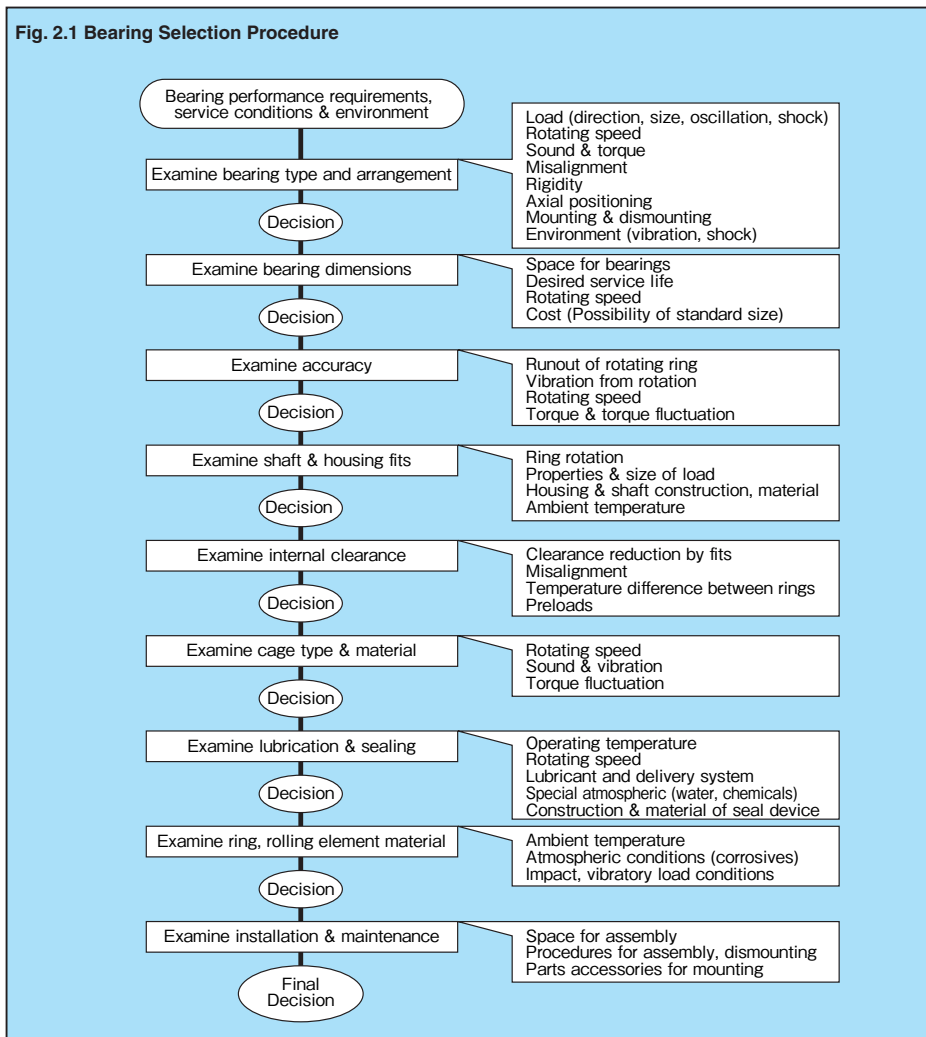 Fig. 2.1 Bearing Selection Procedure
Bearing performance requirements,
service conditions & environment
Examine bearing type and arrangement
Load (direction, size, oscillation, shock)
Rotating speed
Sound & torque
Misalignment
Rigidity
Axial positioning
Mounting & dismounting
Environment (vibration, shock)
Decision
Examine bearing dimensions
Space for bearings
Desired service life
Rotating speed
Cost (Possibility of standard size)
Decision
Examine accuracy
Runout of rotating ring
Vibration from rotation
Rotating speed
Torque & torque fluctuation
Decision
Examine shaft & housing fits
Ring rotation
Properties & size of load
Housing & shaft construction, material
Ambient temperature
Decision
Examine internal clearance
Clearance reduction by fits
Misalignment
Temperature difference between rings
Preloads
Decision
Examine cage type & material
Rotating speed
Sound & vibration
Torque fluctuation
Decision
Examine lubrication & sealing
Operating temperature
Rotating speed
Lubricant and delivery system
Special atmospheric (water, chemicals)
Construction & material of seal device
Decision
Examine ring, rolling element material
Ambient temperature
Atmospheric conditions (corrosives)
Impact, vibratory load conditions
Decision
Examine installation & maintenance
Space for assembly
Procedures for assembly, dismounting
Parts accessories for mounting
Final
Decision